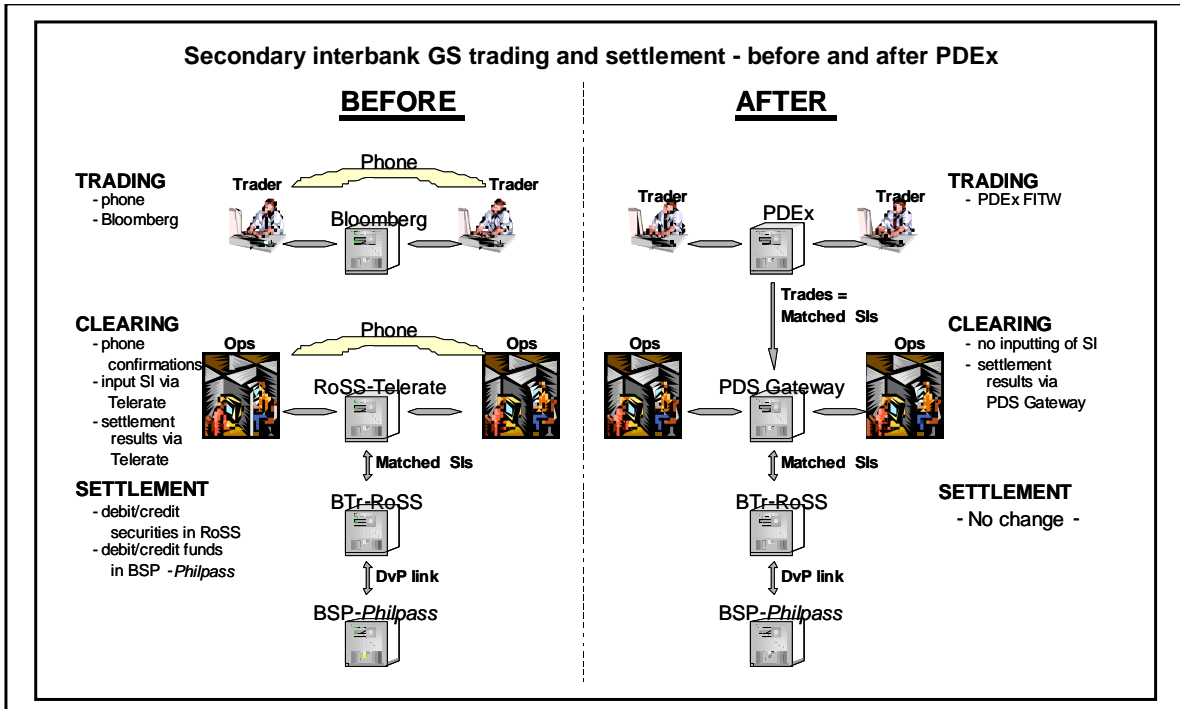 Secondary interbank GS trading and settlement - before and after PDEx
BEFORE
Phone
TRADING
- phone
- Bloomberg
Trader
Trader
Bloomberg
CLEARING
- phone
confirmations
- input SI via
Telerate
- settlement
results via
Telerate
Phone
Ops
Ops
RoSS-Telerate
Matched SIs
SETTLEMENT
- debit/credit
securities in RoSS
- debit/credit funds
in BSP -Philpass
BTr-RoSS
DvP link
BSP-Philpass
AFTER
Trader
Trader
PDEx
TRADING
- PDEx FITW
Trades =
Matched SIs
CLEARING
- no inputting of SI
- settlement
results via
PDS Gateway
Ops
Ops
PDS Gateway
Matched SIs
SETTLEMENT
- No change -
BTr-RoSS
DvP link
BSP-Philpass